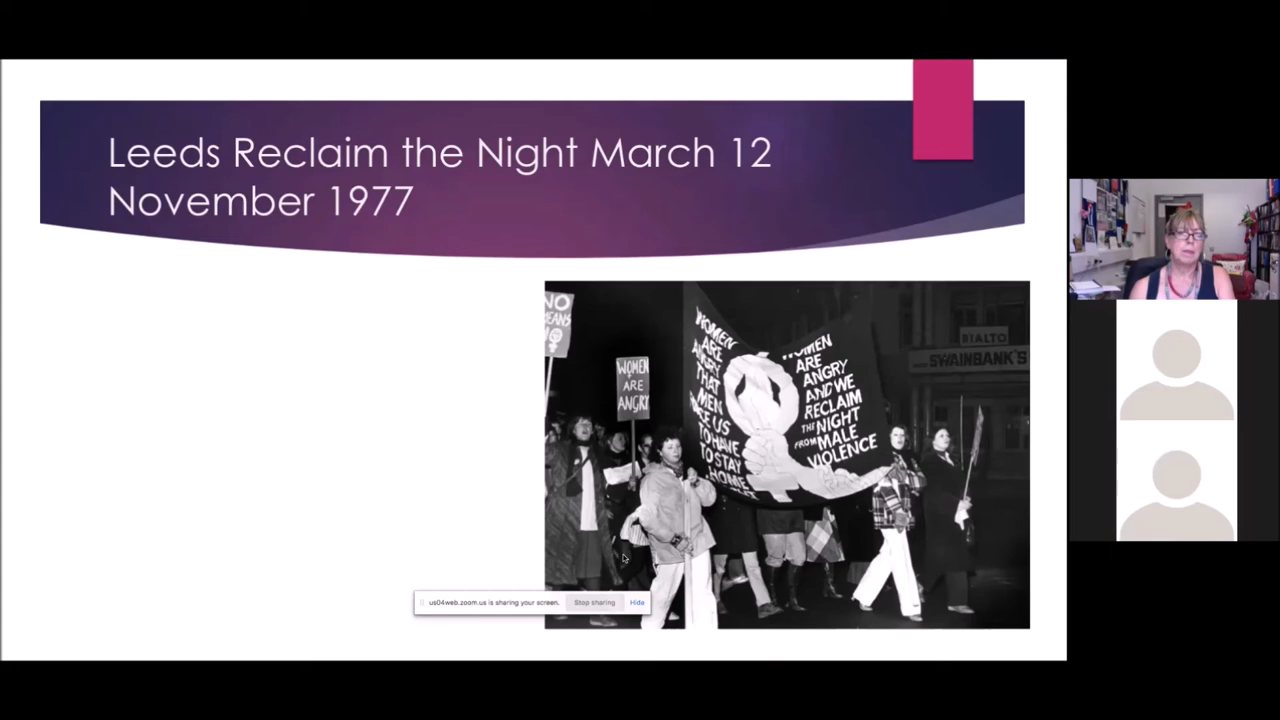 Leeds Reclaim the Night March 12
November 1977
NO
MEANS
NO
WOMEN
ARE
ANGRY
WOMEN
ARE
ANGRY
THAT
MEN
US
TO HAVE
TO STAY
HOME
WOMEN
ARE
ANGRY
AND WE
RECLAIM
THE NIGHT
FROM MALE
VIOLENCE
RIALTO
SWAINBANK'S
us04web.zoom.us is sharing your screen. Stop sharing Hide